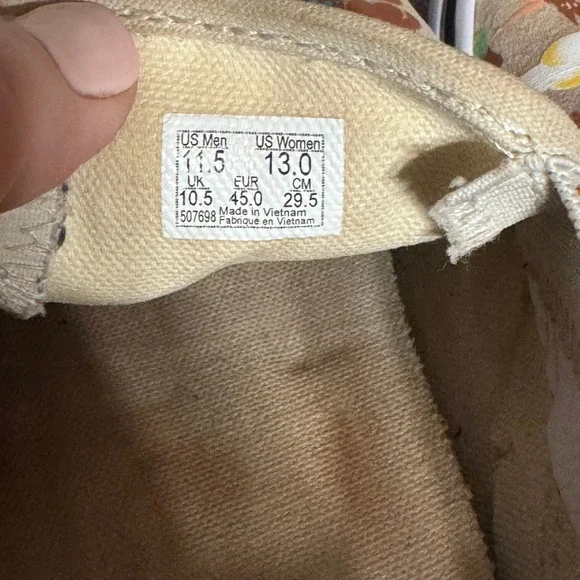 US Men US Women
11.5 13.0
UK EUR CM
10.5 45.0 29.5
507698 Made in Vietnam
Fabriqué en Vietnam